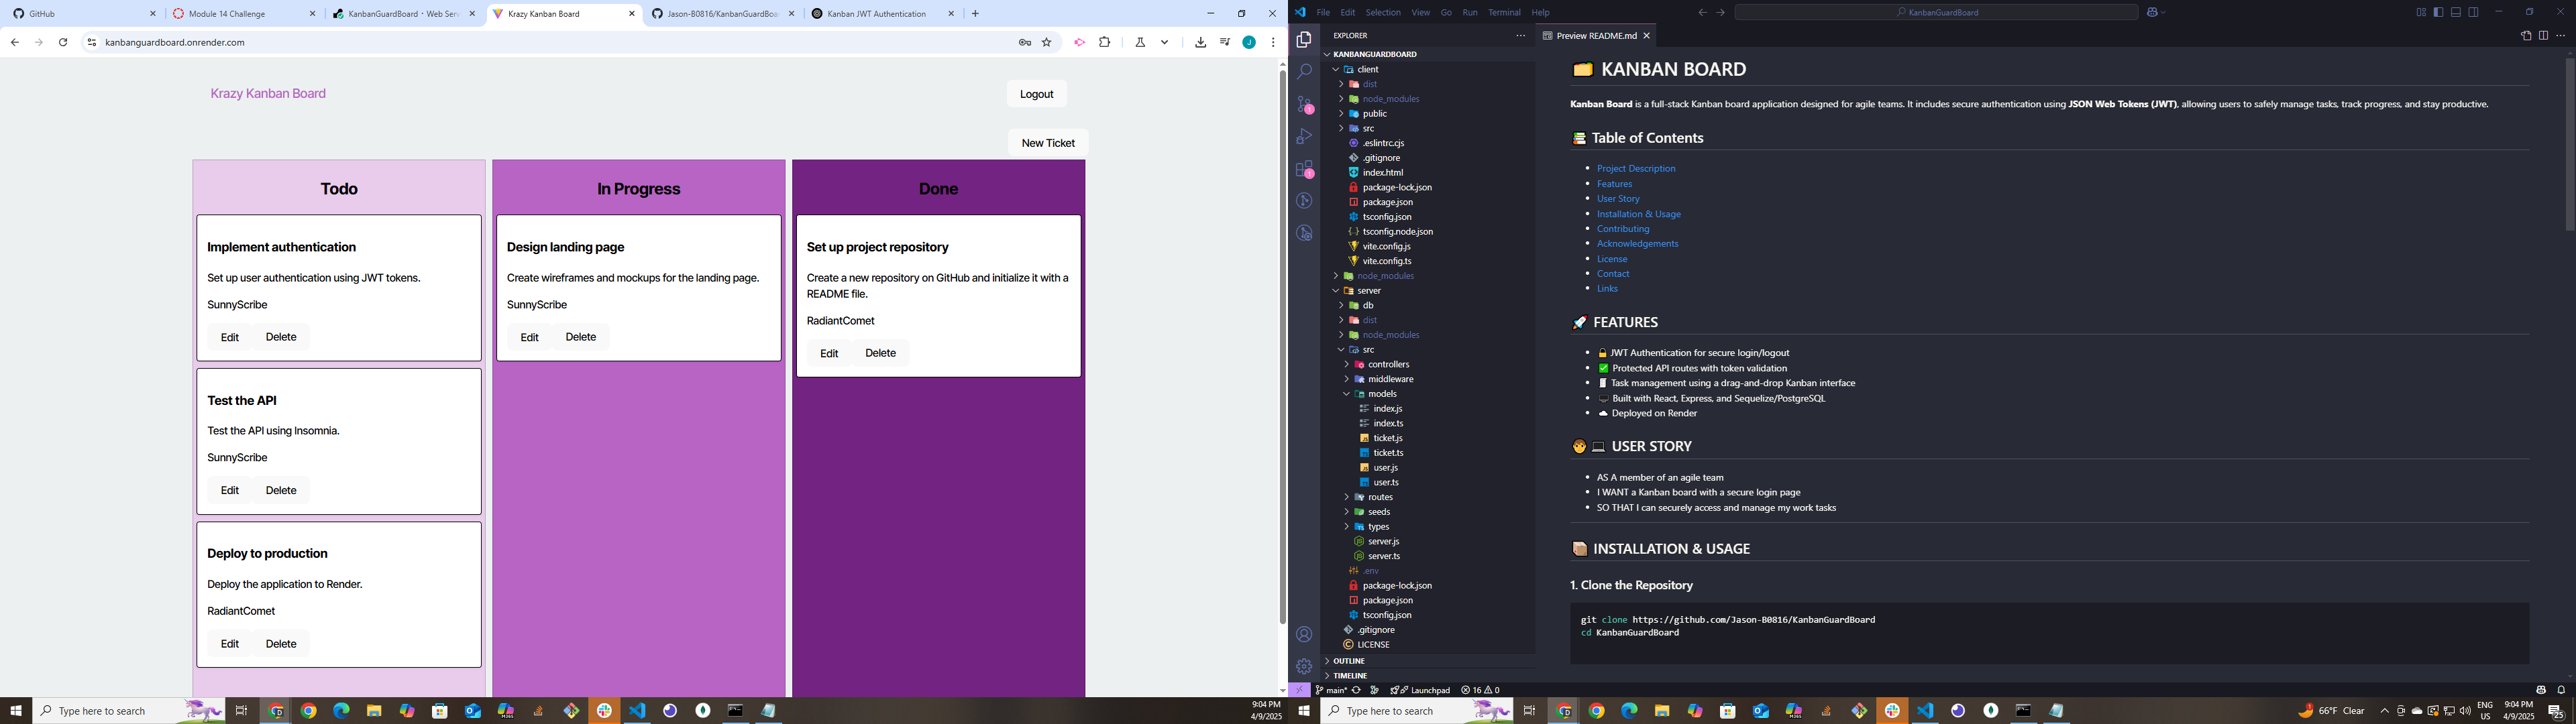 GitHub
Module 14 Challenge
KanbanGuardBoard · Web Serv
Krazy Kanban Board
Jason-B0816/KanbanGuardBoa
Kanban JWT Authentication
kanbanguardboard.onrender.com
J
Krazy Kanban Board
Logout
New Ticket
Todo
Implement authentication
Set up user authentication using JWT tokens.
SunnyScribe
Edit
Delete
Test the API
Test the API using Insomnia.
SunnyScribe
Edit
Delete
Deploy to production
Deploy the application to Render.
RadiantComet
Edit
Delete
In Progress
Design landing page
Create wireframes and mockups for the landing page.
SunnyScribe
Edit
Delete
Done
Set up project repository
Create a new repository on GitHub and initialize it with a
README file.
RadiantComet
Edit
Delete
Type here to search
9:04 PM
4/9/2025
File Edit Selection View Go Run Terminal Help
KanbanGuardBoard
EXPLORER
KANBANGUARDBOARD
client
dist
node_modules
public
src
.eslintrc.cjs
.gitignore
index.html
package-lock.json
package.json
tsconfig.json
tsconfig.node.json
vite.config.js
vite.config.ts
node_modules
server
db
dist
node_modules
src
controllers
middleware
models
index.js
index.ts
ticket.js
ticket.ts
user.js
user.ts
routes
seeds
types
server.js
server.ts
.env
package-lock.json
package.json
tsconfig.json
.gitignore
LICENSE
OUTLINE
TIMELINE
Preview README.md
KANBAN BOARD
Kanban Board is a full-stack Kanban board application designed for agile teams. It includes secure authentication using JSON Web Tokens (JWT), allowing users to safely manage tasks, track progress, and stay productive.
Table of Contents
Project Description
Features
User Story
Installation & Usage
Contributing
Acknowledgements
License
Contact
Links
FEATURES
JWT Authentication for secure login/logout
Protected API routes with token validation
Task management using a drag-and-drop Kanban interface
Built with React, Express, and Sequelize/PostgreSQL
Deployed on Render
USER STORY
AS A member of an agile team
I WANT a Kanban board with a secure login page
SO THAT I can securely access and manage my work tasks
INSTALLATION & USAGE
1. Clone the Repository
git clone https://github.com/Jason-B0816/KanbanGuardBoard
cd KanbanGuardBoard
main*
Launchpad
16
0
Type here to search
66°F Clear
ENG
US
9:04 PM
4/9/2025